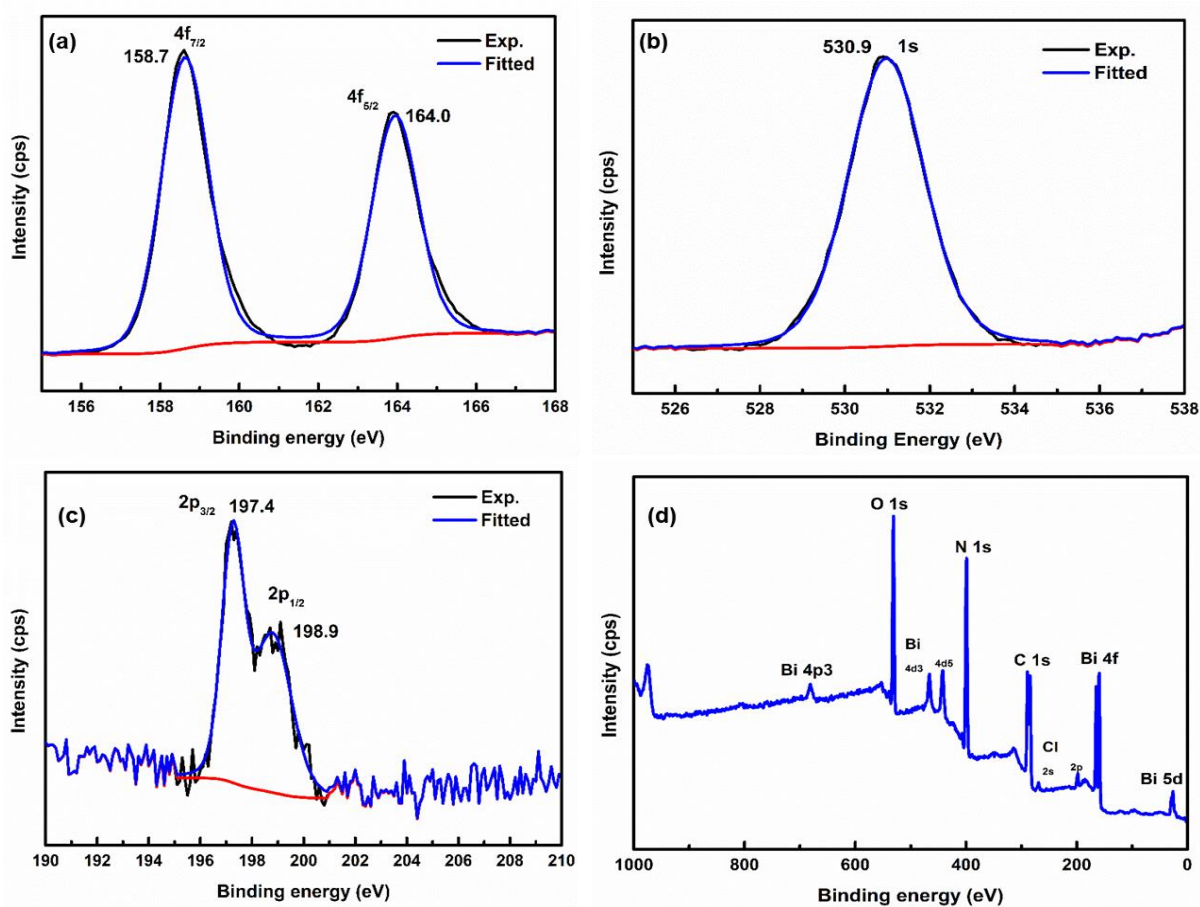 (a)
4f7/2
158.7
4f5/2
164.0
Exp.
Fitted
Intensity (cps)
156 158 160 162 164 166 168
Binding energy (eV)
(b)
530.9 1s
Exp.
Fitted
Intensity (cps)
526 528 530 532 534 536 538
Binding Energy (eV)
(c)
2p3/2 197.4
2p1/2
198.9
Exp.
Fitted
Intensity (cps)
190 192 194 196 198 200 202 204 206 208 210
Binding energy (eV)
(d)
O 1s
N 1s
Bi
4d3 4d5
Bi 4p3
C 1s
Bi 4f
Cl
2s 2p
Bi 5d
Intensity (cps)
1000 800 600 400 200 0
Binding energy (eV)